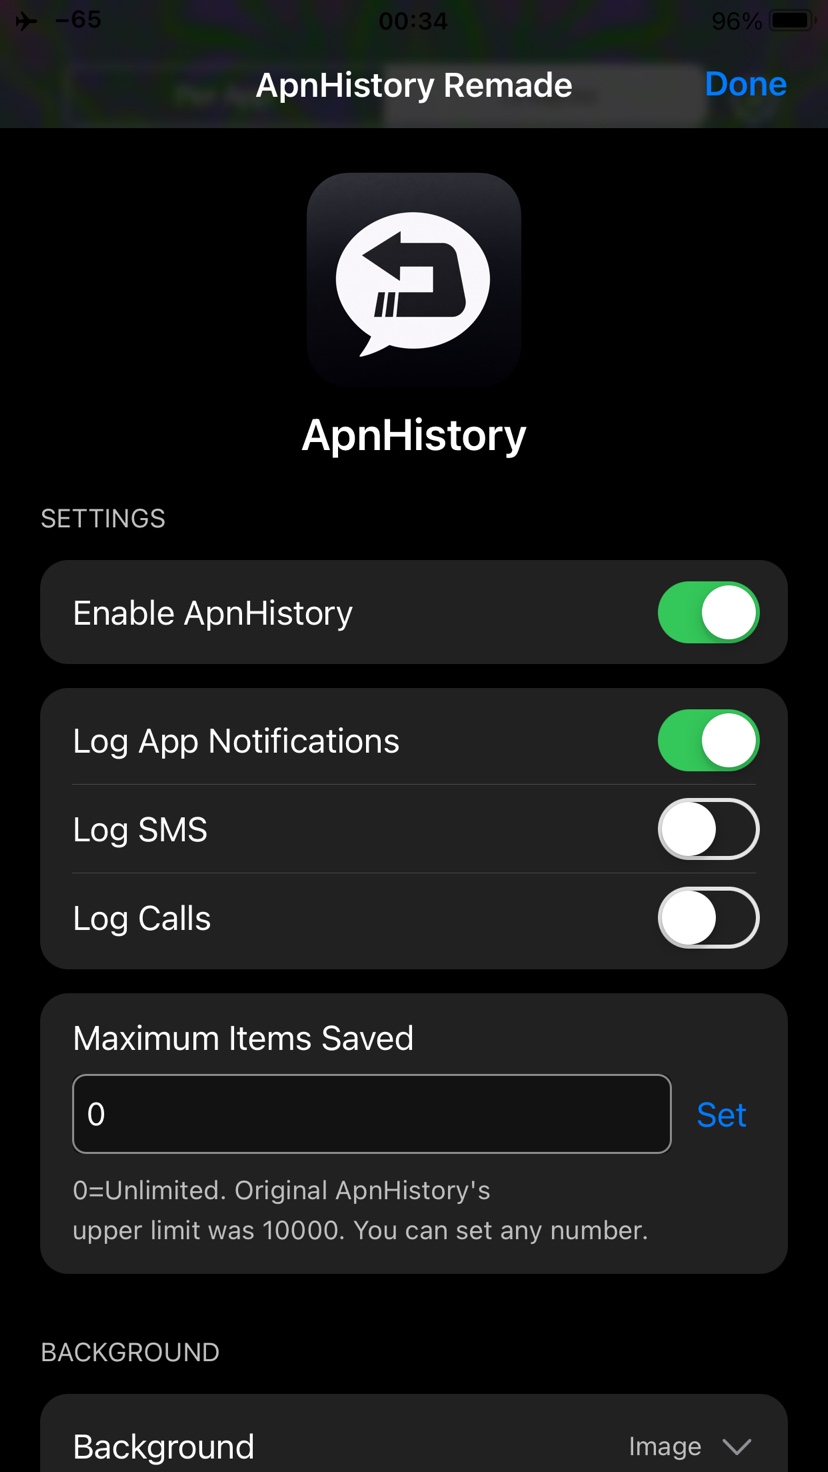 -65
00:34
96%
ApnHistory Remade
Done
ApnHistory
SETTINGS
Enable ApnHistory
Log App Notifications
Log SMS
Log Calls
Maximum Items Saved
0
Set
0=Unlimited. Original ApnHistory's
upper limit was 10000. You can set any number.
BACKGROUND
Background
Image